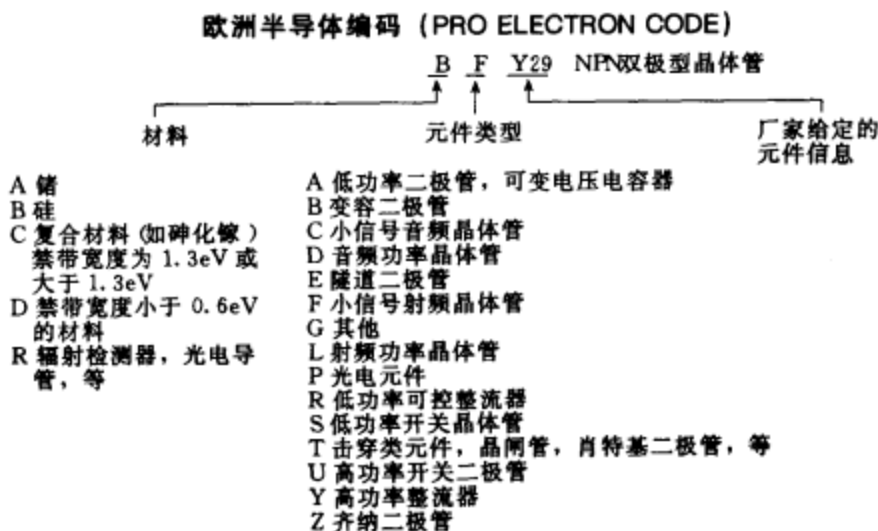 欧洲半导体编码 (PRO ELECTRON CODE)
B F Y29 NPN双极型晶体管
材料 元件类型 厂家给定的
元件信息
A 锗
B 硅
C 复合材料 (如砷化镓)
禁带宽度为 1.3eV 或
大于 1.3eV
D 禁带宽度小于 0.6eV
的材料
R 辐射检测器，光电导
管，等
A 低功率二极管，可变电压电容器
B 变容二极管
C 小信号音频晶体管
D 音频功率晶体管
E 隧道二极管
F 小信号射频晶体管
G 其他
L 射频功率晶体管
P 光电元件
R 低功率可控整流器
S 低功率开关晶体管
T 击穿类元件，晶闸管，肖特基二极管，等
U 高功率开关二极管
Y 高功率整流器
Z 齐纳二极管